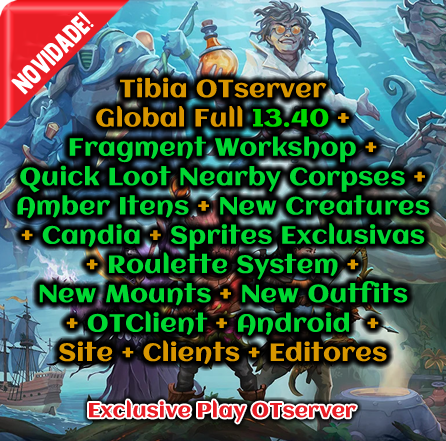 NOVIDADE!
Tibia OTserver
Global Full 13.40 +
Fragment Workshop +
Quick Loot Nearby Corpses +
Amber Itens + New Creatures
+ Candia + Sprites Exclusivas
+ Roulette System +
New Mounts + New Outfits
+ OTClient + Android +
Site + Clients + Editores
Exclusive Play OTserver